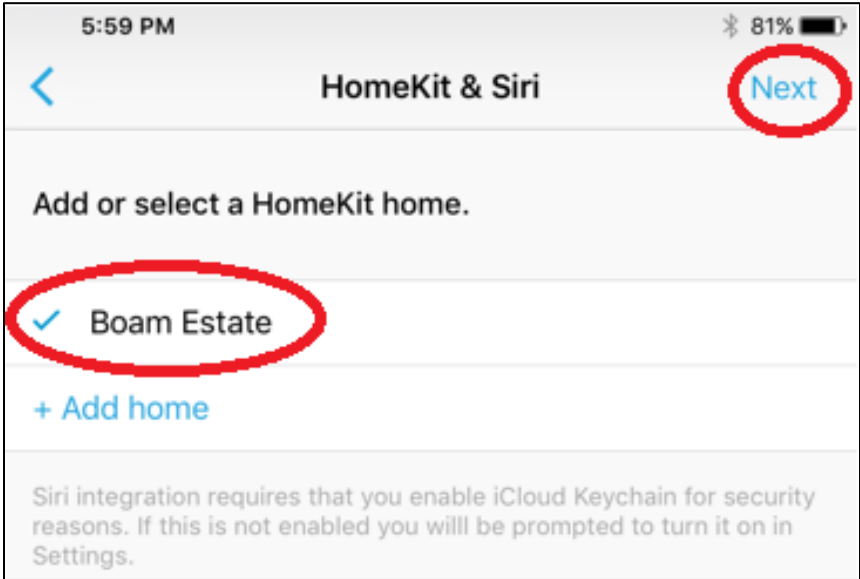 5:59 PM 81%
HomeKit & Siri Next
Add or select a HomeKit home.
Boam Estate
+ Add home
Siri integration requires that you enable iCloud Keychain for security
reasons. If this is not enabled you willl be prompted to turn it on in
Settings.